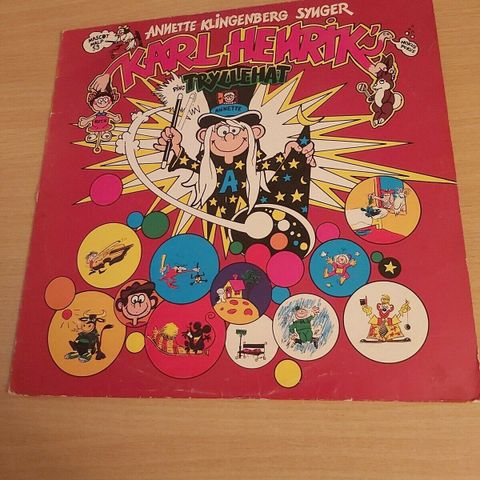 ANNETTE KLINGENBERG SYNGER
KARL HENRIK's
TRYLLEHAT
ANNETTE
A